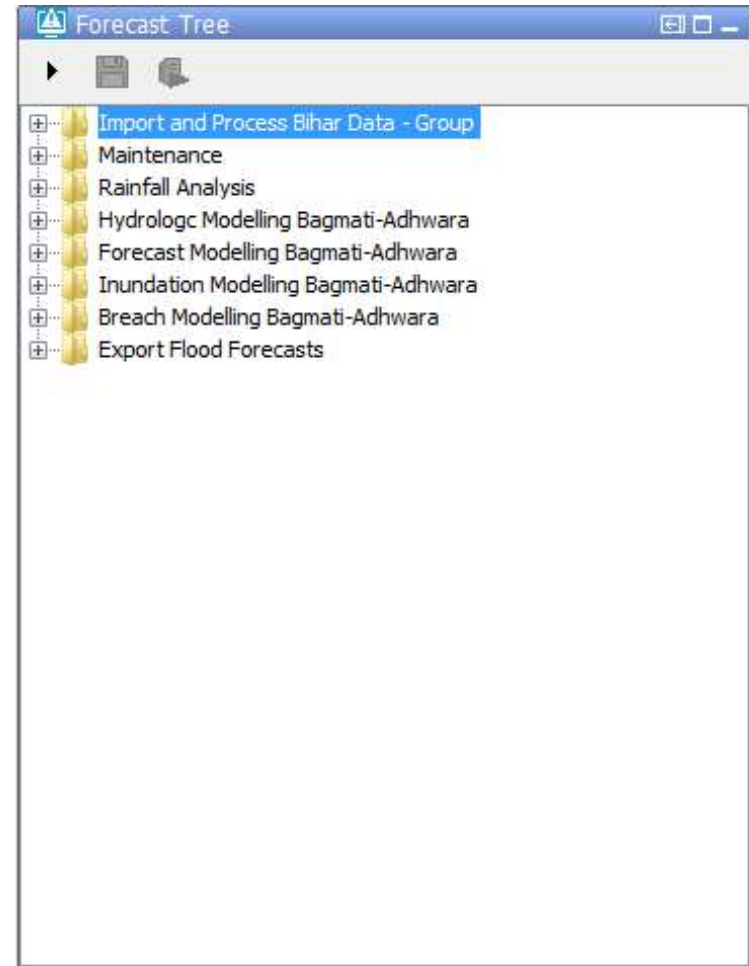 Forecast Tree
Import and Process Bihar Data - Group
Maintenance
Rainfall Analysis
Hydrologc Modelling Bagmati-Adhwara
Forecast Modelling Bagmati-Adhwara
Inundation Modelling Bagmati-Adhwara
Breach Modelling Bagmati-Adhwara
Export Flood Forecasts